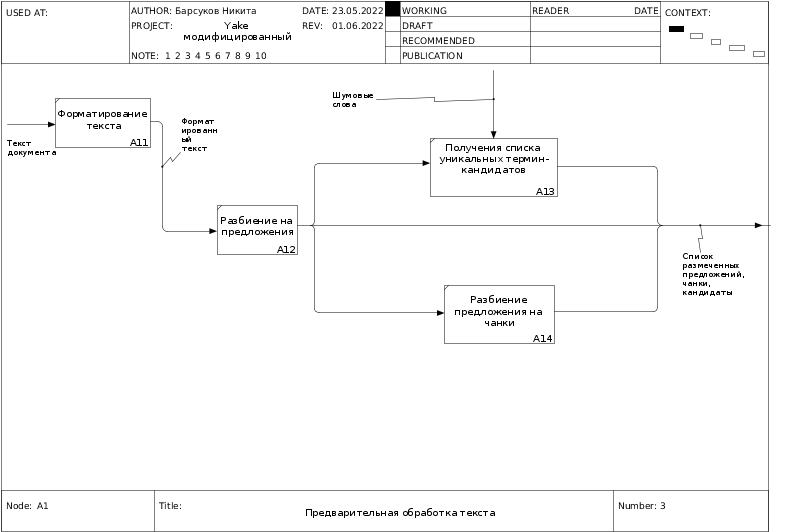 USED AT:
AUTHOR: Барсуков Никита
DATE: 23.05.2022
WORKING
READER
DATE
CONTEXT:
PROJECT:
Yake
модифицированный
REV: 01.06.2022
DRAFT
RECOMMENDED
NOTE: 1 2 3 4 5 6 7 8 9 10
PUBLICATION
Шумовые
слова
Форматирование
текста
A11
Текст
документа
Формат
ированн
ый
текст
Получения списка
уникальных термин-
кандидатов
A13
Разбиение на
предложения
A12
Список
размеченных
предложений,
чанки,
кандидаты
Разбиение
предложения на
чанки
A14
Node: A1
Title:
Предварительная обработка текста
Number: 3